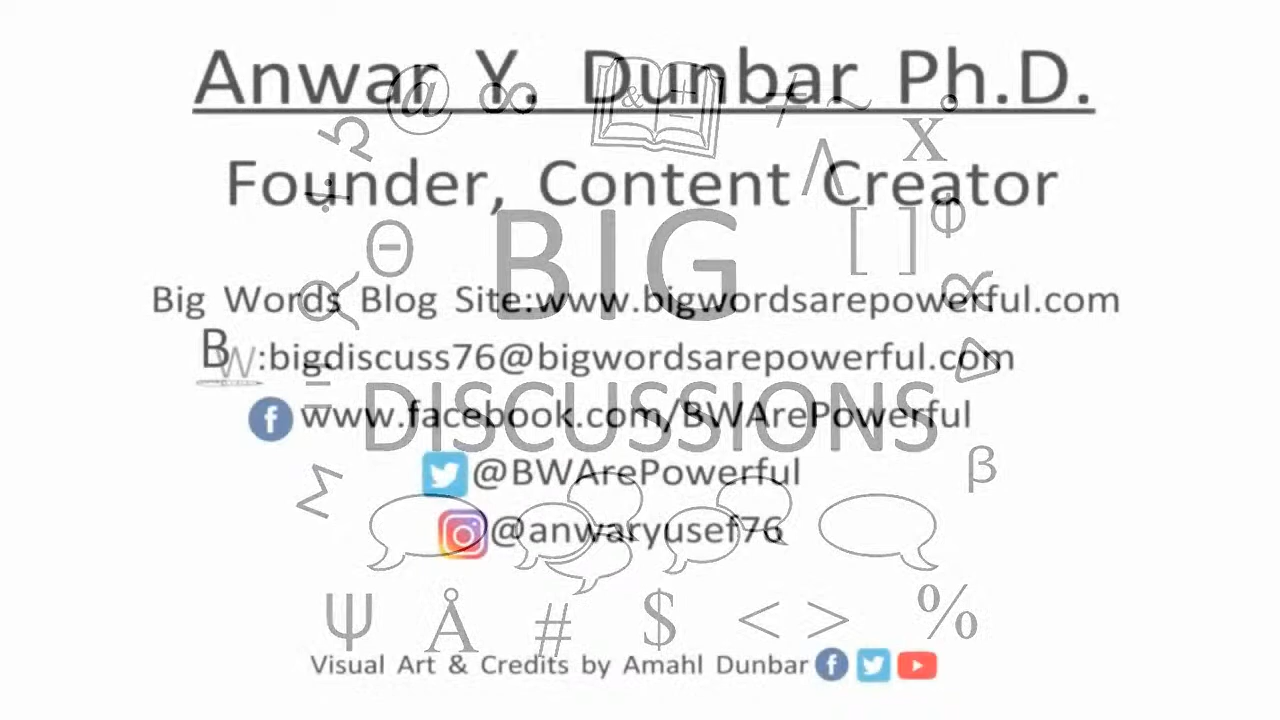 Anwar Y. Dunbar Ph.D.
Founder, Content Creator
BIG
Big Words Blog Site:www.bigwordsarepowerful.com
BW:bigdiscuss76@bigwordsarepowerful.com
DISCUSSIONS
www.facebook.com/BWArePowerful
@BWArePowerful
@anwaryusef76
Ψ Å # $ < > %
Visual Art & Credits by Amahl Dunbar